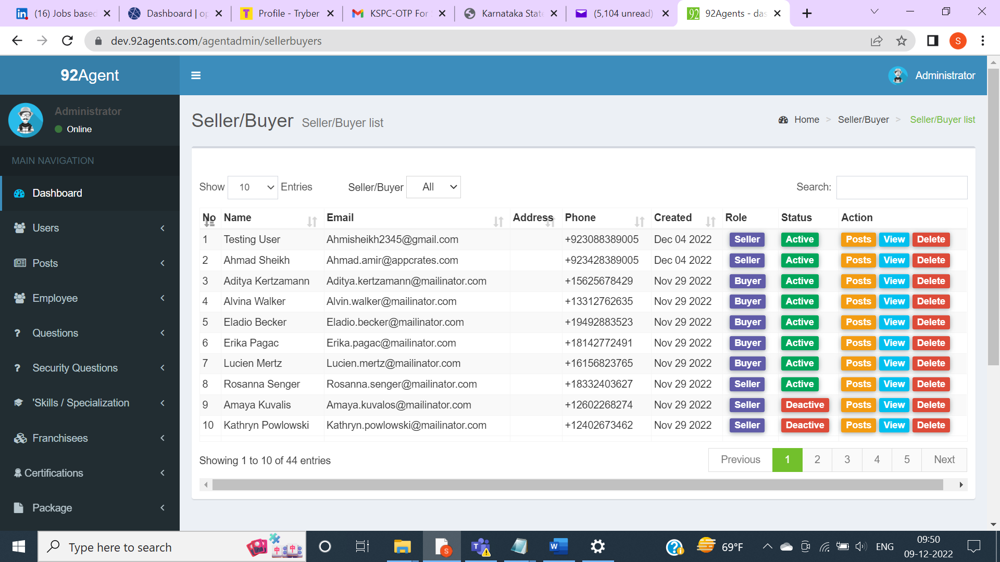 (16) Jobs based
Dashboard | op
Profile - Tryber
KSPC-OTP For S
Karnataka State
(5,104 unread)
92Agents - das
dev.92agents.com/agentadmin/sellerbuyers
S
92Agent
Administrator
Administrator
Online
Seller/Buyer Seller/Buyer list
Home > Seller/Buyer > Seller/Buyer list
MAIN NAVIGATION
Dashboard
Users
Posts
Employee
Questions
Security Questions
'Skills / Specialization
Franchisees
Certifications
Package
Show 10 Entries Seller/Buyer All Search:
No Name Email Address Phone Created Role Status Action
1 Testing User Ahmisheikh2345@gmail.com +923088389005 Dec 04 2022 Seller Active Posts View Delete
2 Ahmad Sheikh Ahmad.amir@appcrates.com +923428389005 Dec 04 2022 Seller Active Posts View Delete
3 Aditya Kertzamann Aditya.kertzamann@mailinator.com +15625678429 Nov 29 2022 Buyer Active Posts View Delete
4 Alvina Walker Alvin.walker@mailinator.com +13312762635 Nov 29 2022 Buyer Active Posts View Delete
5 Eladio Becker Eladio.becker@mailinator.com +19492883523 Nov 29 2022 Buyer Active Posts View Delete
6 Erika Pagac Erika.pagac@mailinator.com +18142772491 Nov 29 2022 Buyer Active Posts View Delete
7 Lucien Mertz Lucien.mertz@mailinator.com +16156823765 Nov 29 2022 Buyer Active Posts View Delete
8 Rosanna Senger Rosanna.senger@mailinator.com +18332403627 Nov 29 2022 Seller Active Posts View Delete
9 Amaya Kuvalis Amaya.kuvalos@mailinator.com +12602268274 Nov 29 2022 Seller Deactive Posts View Delete
10 Kathryn Powlowski Kathryn.powlowski@mailinator.com +12402673462 Nov 29 2022 Seller Deactive Posts View Delete
Showing 1 to 10 of 44 entries
Previous 1 2 3 4 5 Next
Type here to search
69°F
ENG
09:50
09-12-2022